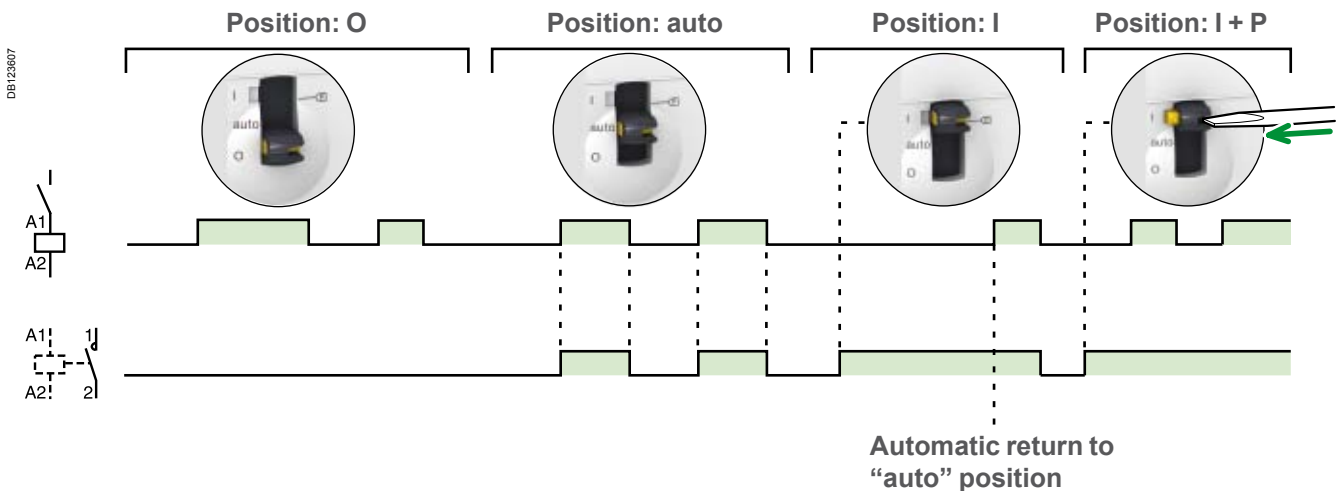 Position: O
Position: auto
Position: I
Position: I + P
DB123607
I
auto
O
I
auto
O
I
auto
O
I
auto
O
A1
A2
A1
A2
1
2
Automatic return to
“auto” position